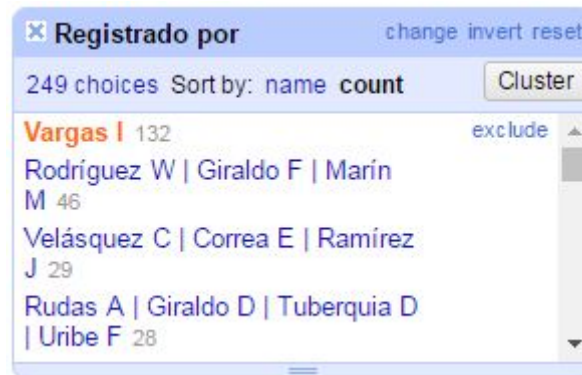 Registrado por change invert reset
249 choices Sort by: name count Cluster
Vargas I 132 exclude
Rodríguez W | Giraldo F | Marín
M 46
Velásquez C | Correa E | Ramírez
J 29
Rudas A | Giraldo D | Tuberquia D
| Uribe F 28